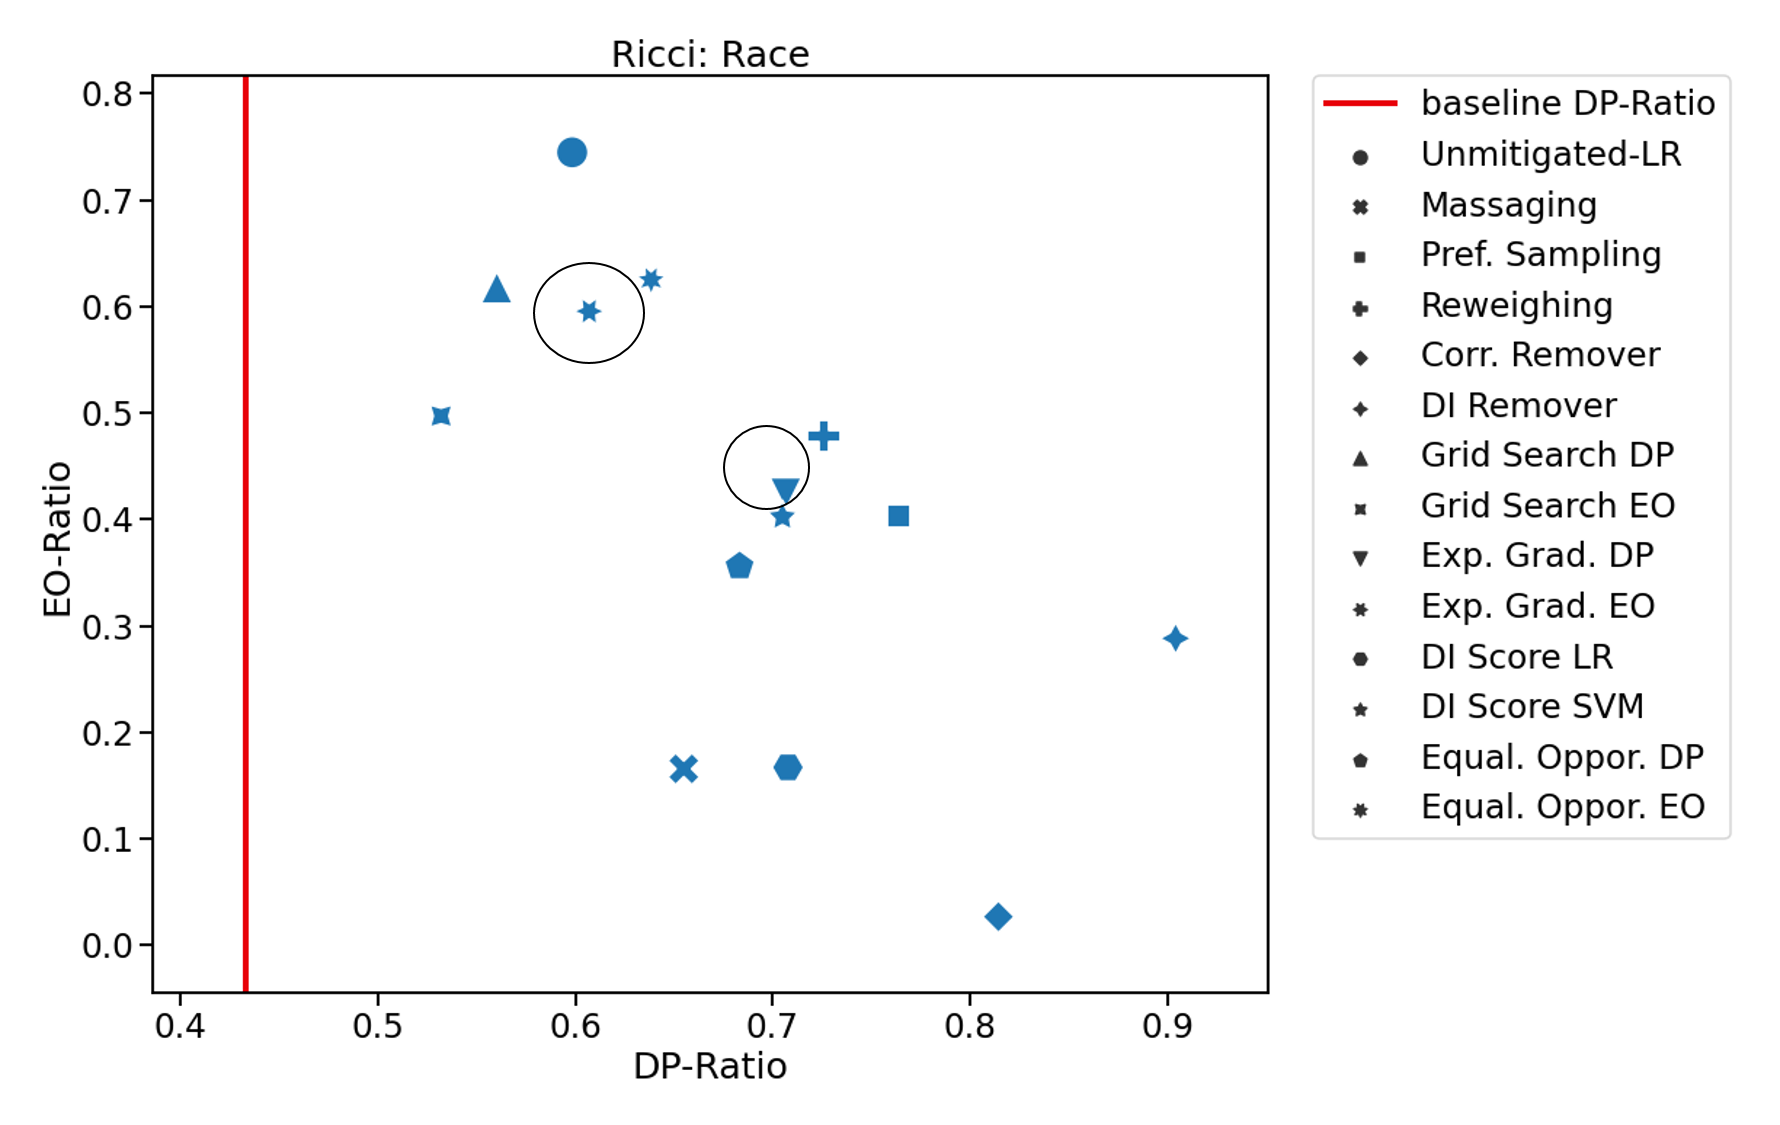 Ricci: Race
0.8
0.7
0.6
0.5
0.4
0.3
0.2
0.1
0.0
EO-Ratio
0.4 0.5 0.6 0.7 0.8 0.9
DP-Ratio
baseline DP-Ratio
Unmitigated-LR
Massaging
Pref. Sampling
Reweighing
Corr. Remover
DI Remover
Grid Search DP
Grid Search EO
Exp. Grad. DP
Exp. Grad. EO
DI Score LR
DI Score SVM
Equal. Oppor. DP
Equal. Oppor. EO